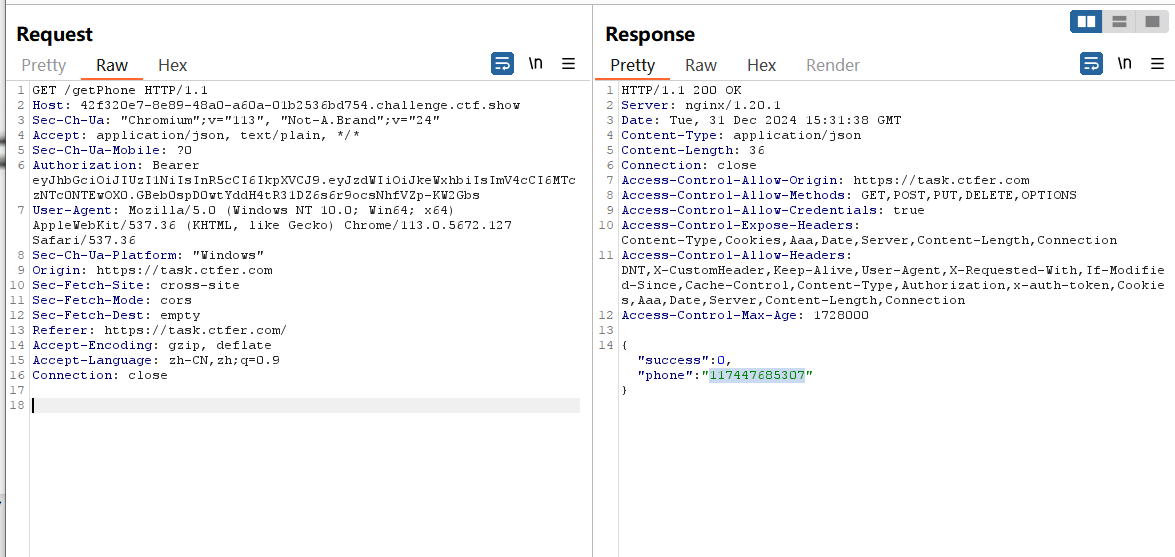 Request
Pretty Raw Hex
\n
1 GET /getPhone HTTP/1.1
2 Host: 42f320e7-8e89-48a0-a60a-01b2536bd754.challenge.ctf.show
3 Sec-Ch-Ua: "Chromium";v="113", "Not-A.Brand";v="24"
4 Accept: application/json, text/plain, */*
5 Sec-Ch-Ua-Mobile: ?0
6 Authorization: Bearer
eyJhbGciOiJIUzI1NiIsInR5cCI6IkpXVCJ9.eyJzdWIiOiJkeWxhbiIsImV4cCI6MTc
zNTc0NTEwOX0.GBebOspDOwtYddH4tR31DZ6s6r9ocsNhfVZp-KW2Gbs
7 User-Agent: Mozilla/5.0 (Windows NT 10.0; Win64; x64)
AppleWebKit/537.36 (KHTML, like Gecko) Chrome/113.0.5672.127
Safari/537.36
8 Sec-Ch-Ua-Platform: "Windows"
9 Origin: https://task.ctfer.com
10 Sec-Fetch-Site: cross-site
11 Sec-Fetch-Mode: cors
12 Sec-Fetch-Dest: empty
13 Referer: https://task.ctfer.com/
14 Accept-Encoding: gzip, deflate
15 Accept-Language: zh-CN,zh;q=0.9
16 Connection: close
17
18
Response
Pretty Raw Hex Render
\n
1 HTTP/1.1 200 OK
2 Server: nginx/1.20.1
3 Date: Tue, 31 Dec 2024 15:31:38 GMT
4 Content-Type: application/json
5 Content-Length: 36
6 Connection: close
7 Access-Control-Allow-Origin: https://task.ctfer.com
8 Access-Control-Allow-Methods: GET,POST,PUT,DELETE,OPTIONS
9 Access-Control-Allow-Credentials: true
10 Access-Control-Expose-Headers:
Content-Type,Cookies,Aaa,Date,Server,Content-Length,Connection
11 Access-Control-Allow-Headers:
DNT,X-CustomHeader,Keep-Alive,User-Agent,X-Requested-With,If-Modifie
d-Since,Cache-Control,Content-Type,Authorization,x-auth-token,Cookie
s,Aaa,Date,Server,Content-Length,Connection
12 Access-Control-Max-Age: 1728000
13
14 {
"success":0,
"phone":"117447685307"
}